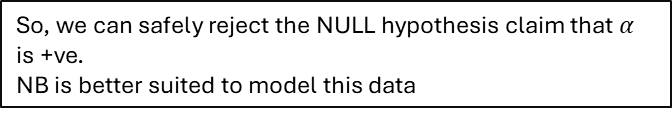 So, we can safely reject the NULL hypothesis claim that 𝛼
is +ve.
NB is better suited to model this data